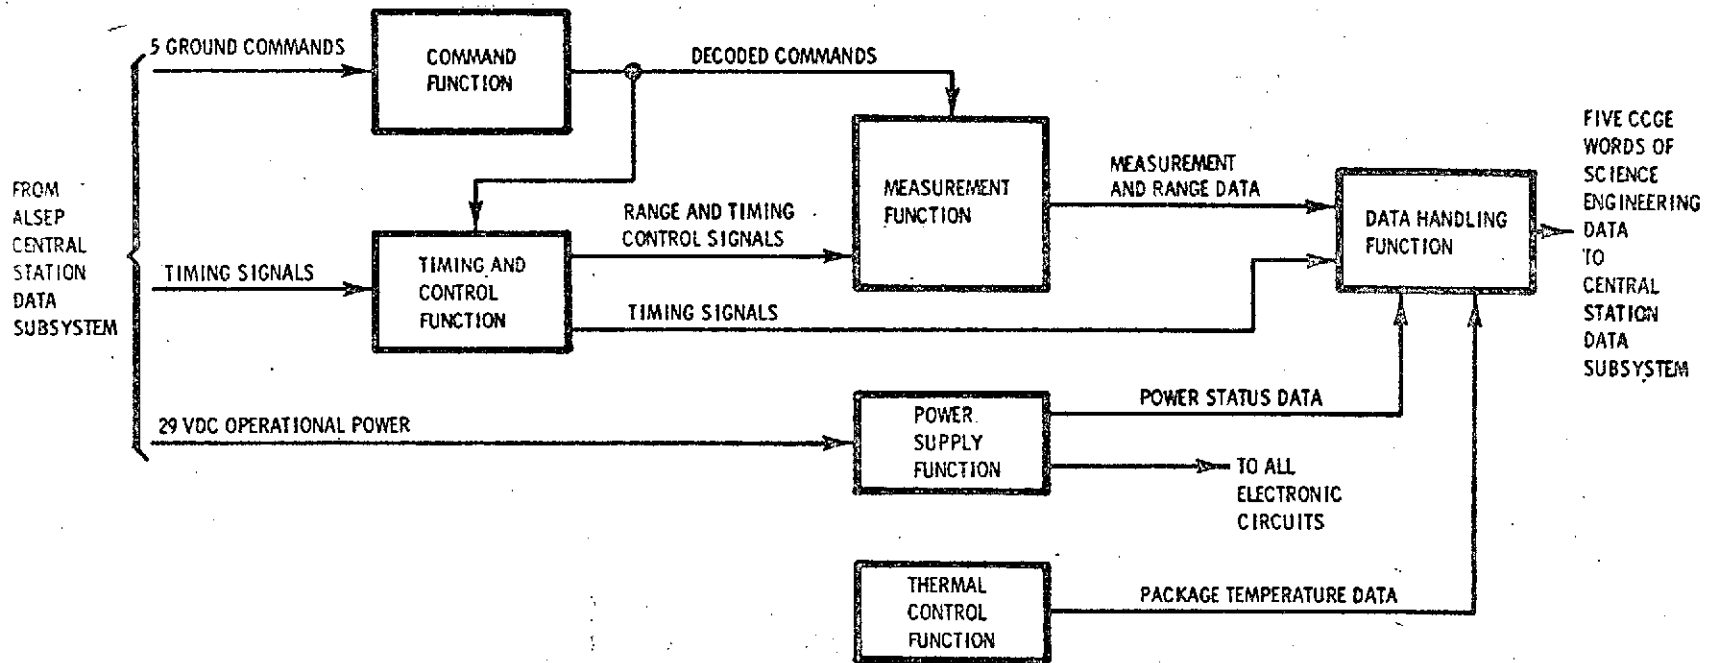 FROM
ALSEP
CENTRAL
STATION
DATA
SUBSYSTEM
5 GROUND COMMANDS
TIMING SIGNALS
29 VDC OPERATIONAL POWER
COMMAND
FUNCTION
DECODED COMMANDS
TIMING AND
CONTROL
FUNCTION
RANGE AND TIMING
CONTROL SIGNALS
TIMING SIGNALS
MEASUREMENT
FUNCTION
MEASUREMENT
AND RANGE DATA
DATA HANDLING
FUNCTION
POWER
SUPPLY
FUNCTION
POWER STATUS DATA
TO ALL
ELECTRONIC
CIRCUITS
THERMAL
CONTROL
FUNCTION
PACKAGE TEMPERATURE DATA
FIVE CCGE
WORDS OF
SCIENCE
ENGINEERING
DATA
TO
CENTRAL
STATION
DATA
SUBSYSTEM